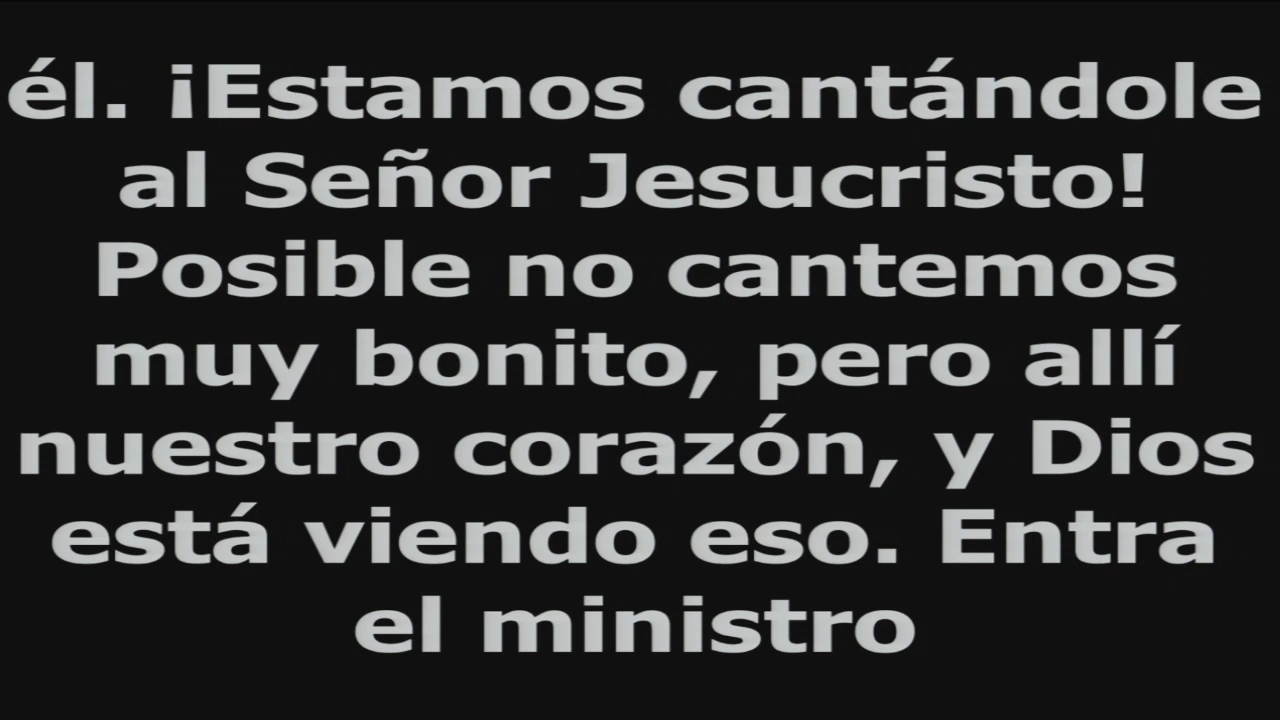 él. ¡Estamos cantándole
al Señor Jesucristo!
Posible no cantemos
muy bonito, pero allí
nuestro corazón, y Dios
está viendo eso. Entra
el ministro